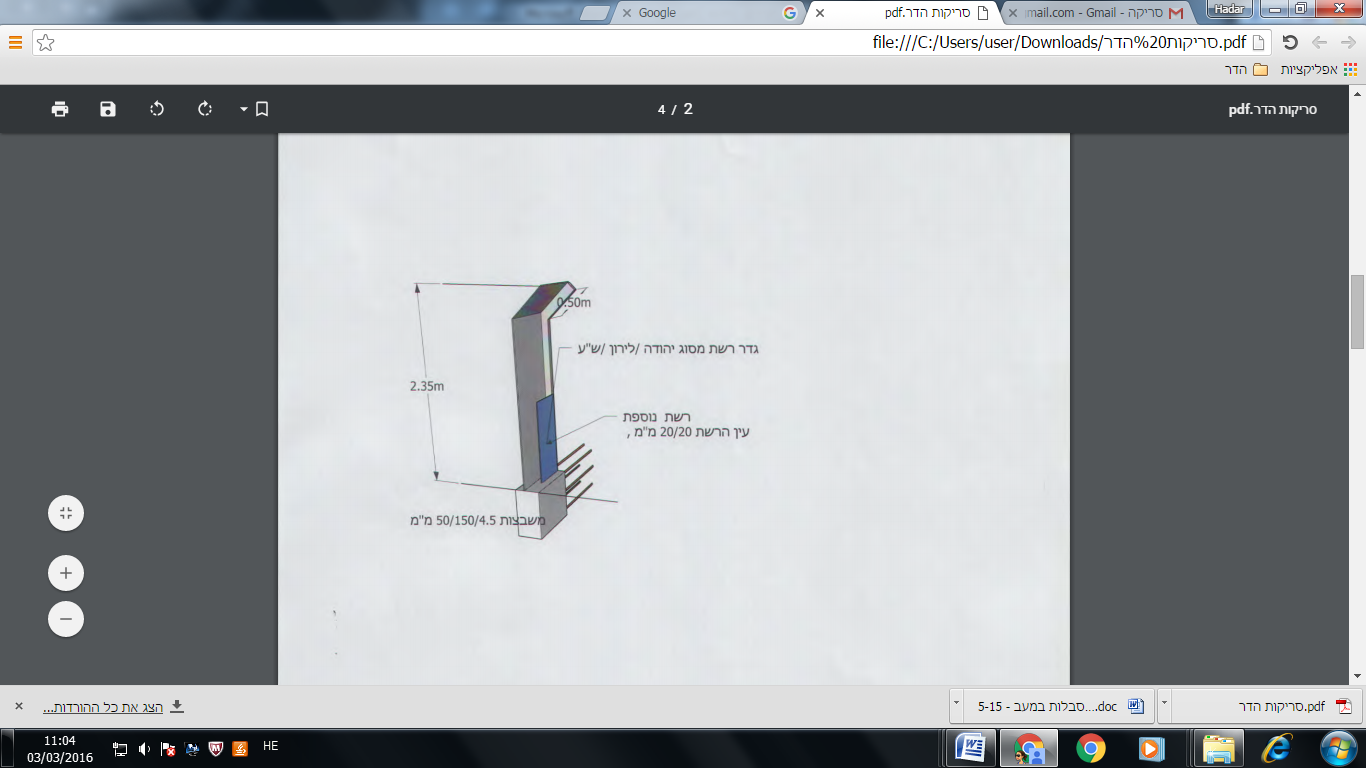 Google
סריקות הדר.pdf
סריקה - gmail.com - Gmail
Hadar
file:///C:/Users/user/Downloads/סריקות%20הדר.pdf
אפליקציות
הדר
4 / 2
סריקות הדר.pdf
0.50m
גדר רשת מסוג יהודה /לירון /ש"ע
2.35m
רשת נוספת
עין הרשת 20/20 מ"מ ,
משבצות 50/150/4.5 מ"מ
הצג את כל ההורדות...
סבלות במעב - 5-15....doc
סריקות הדר.pdf
11:04
03/03/2016
HE